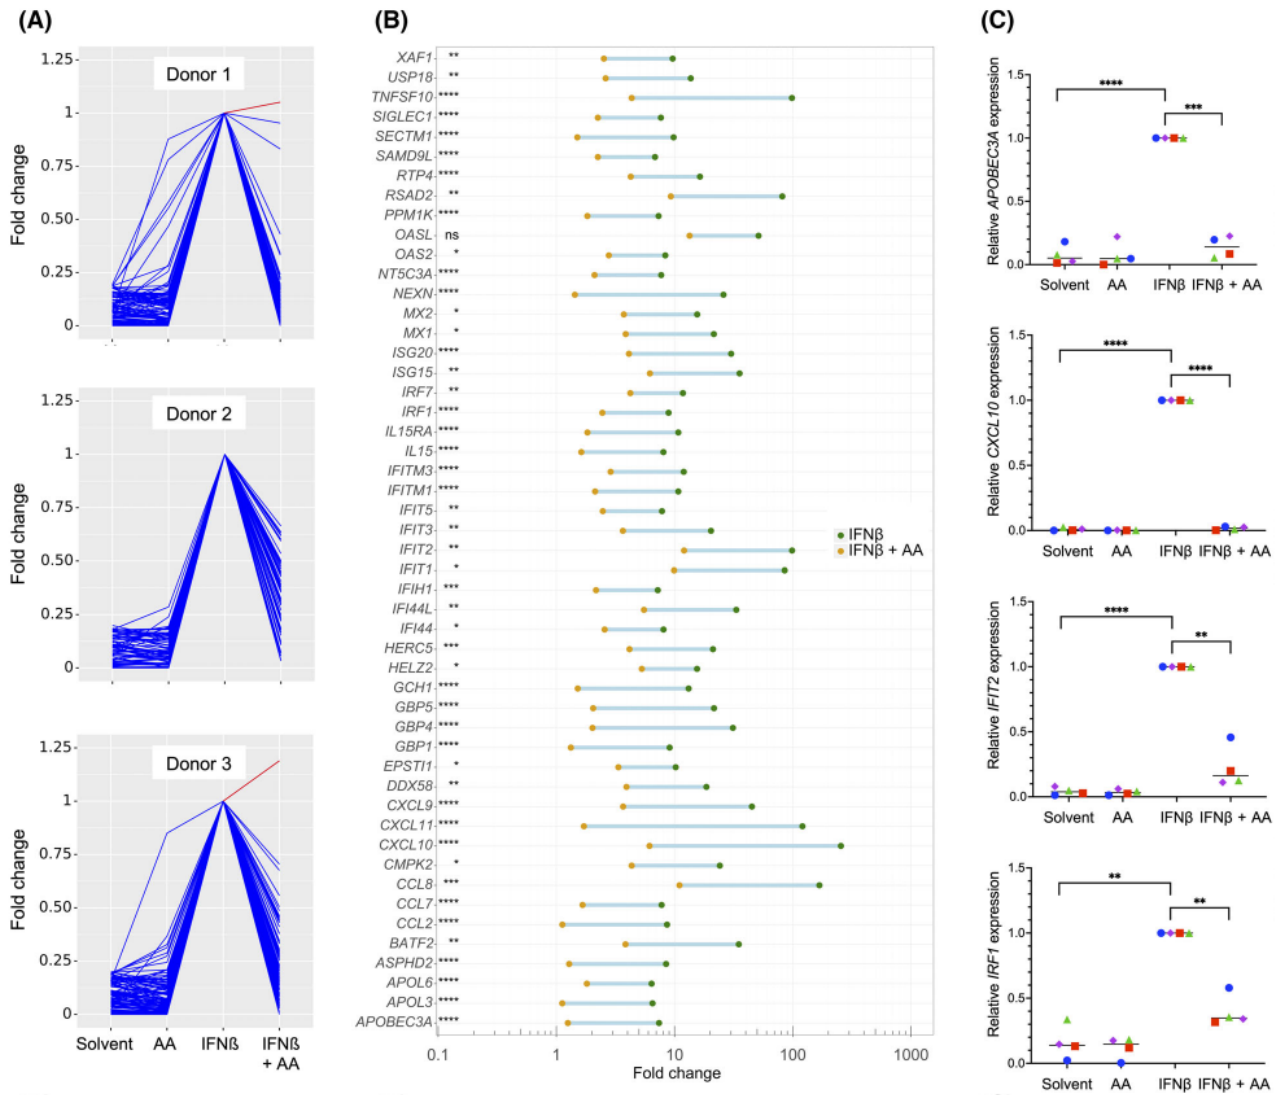 (A)
(B)
(C)
Donor 1
Fold change
1.25
1
0.75
0.50
0.25
0
Donor 2
Fold change
1.25
1
0.75
0.50
0.25
0
Donor 3
Fold change
1.25
1
0.75
0.50
0.25
0
Solvent AA IFNß IFNß
+ AA
XAF1 **
USP18 **
TNFSF10 ****
SIGLEC1 ****
SECTM1 ****
SAMD9L ****
RTP4 ****
RSAD2 **
PPM1K ****
OASL ns
OAS2 *
NT5C3A ****
NEXN ****
MX2 *
MX1 *
ISG20 ****
ISG15 **
IRF7 **
IRF1 ****
IL15RA ****
IL15 ****
IFITM3 ****
IFITM1 ****
IFIT5 **
IFIT3 **
IFIT2 **
IFIT1 *
IFIH1 ***
IFI44L **
IFI44 *
HERC5 ***
HELZ2 *
GCH1 ****
GBP5 ****
GBP4 ****
GBP1 ****
EPSTI1 *
DDX58 **
CXCL9 ****
CXCL11 ****
CXCL10 ****
CMPK2 *
CCL8 ***
CCL7 ****
CCL2 ****
BATF2 **
ASPHD2 ****
APOL6 ****
APOL3 ****
APOBEC3A ****
IFNβ
IFNβ + AA
0.1 1 10 100 1000
Fold change
Relative APOBEC3A expression
1.5
1.0
0.5
0.0
****
***
Solvent AA IFNβ IFNβ + AA
Relative CXCL10 expression
1.5
1.0
0.5
0.0
****
****
Solvent AA IFNβ IFNβ + AA
Relative IFIT2 expression
1.5
1.0
0.5
0.0
****
**
Solvent AA IFNβ IFNβ + AA
Relative IRF1 expression
1.5
1.0
0.5
0.0
**
**
Solvent AA IFNβ IFNβ + AA